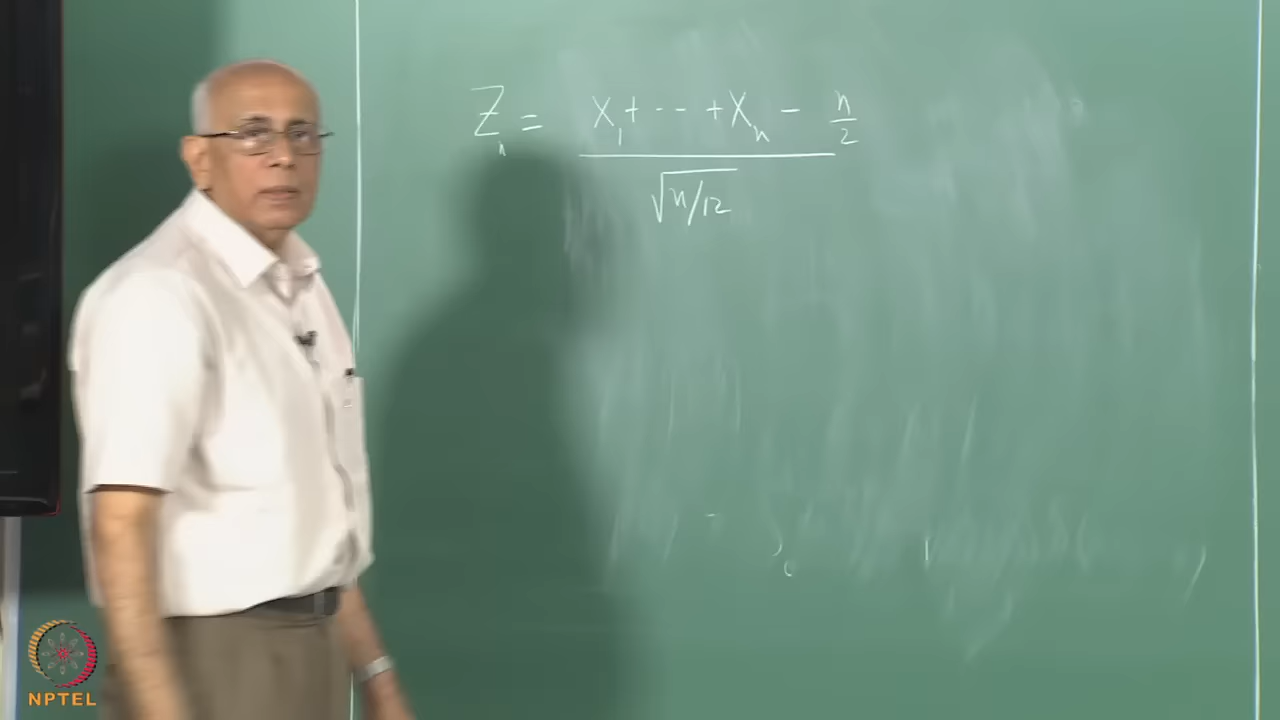 Z_n = (X_1 + -- + X_n - n/2) / √(n/12)
NPTEL